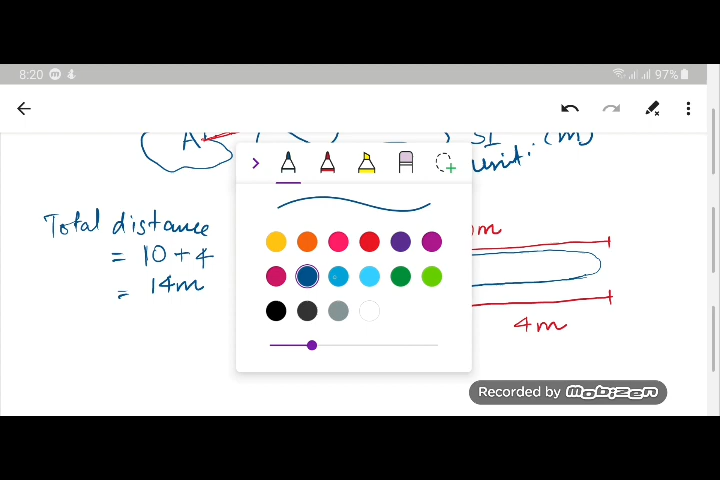 8:20 97%
A
SI (m)
unit.
Total distance
m
= 10 + 4
= 14m
4m
Recorded by MOBIZEN